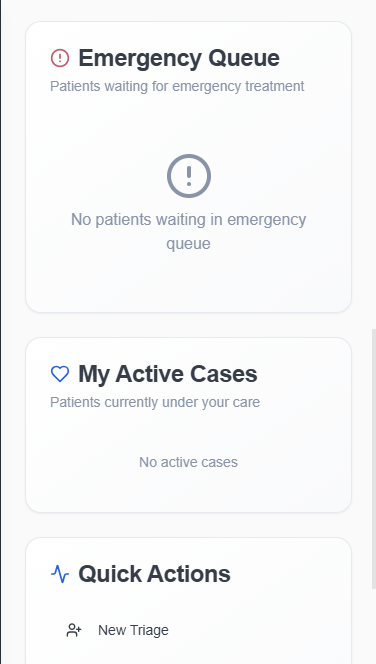 Emergency Queue
Patients waiting for emergency treatment
No patients waiting in emergency
queue
My Active Cases
Patients currently under your care
No active cases
Quick Actions
New Triage